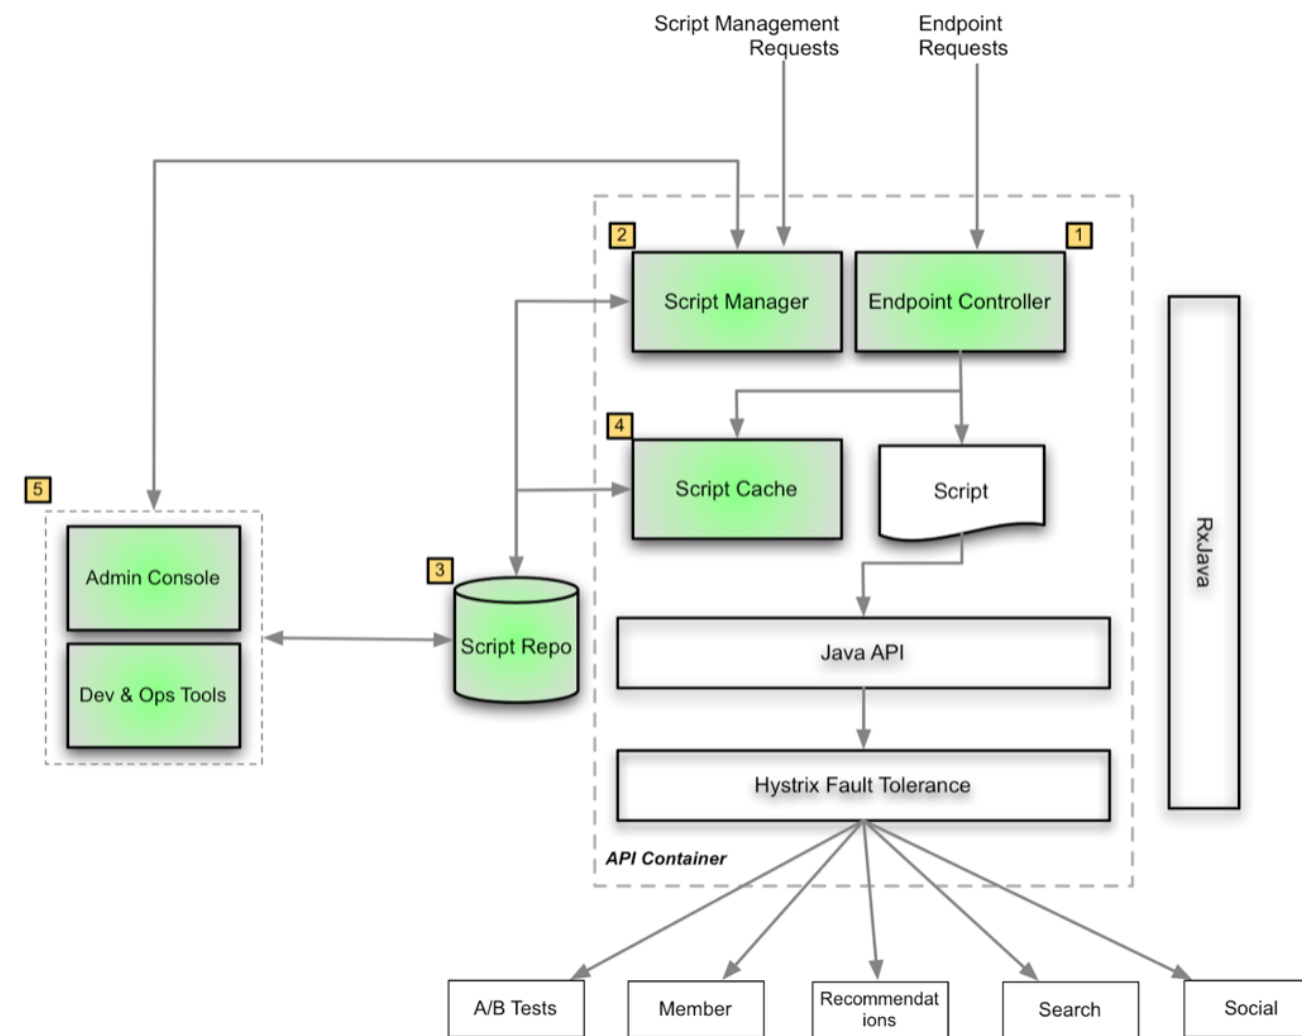 Script Management
Requests
Endpoint
Requests
2
1
Script Manager
Endpoint Controller
4
Script Cache
Script
RxJava
5
Admin Console
Dev & Ops Tools
3
Script Repo
Java API
Hystrix Fault Tolerance
API Container
A/B Tests
Member
Recommendat
ions
Search
Social